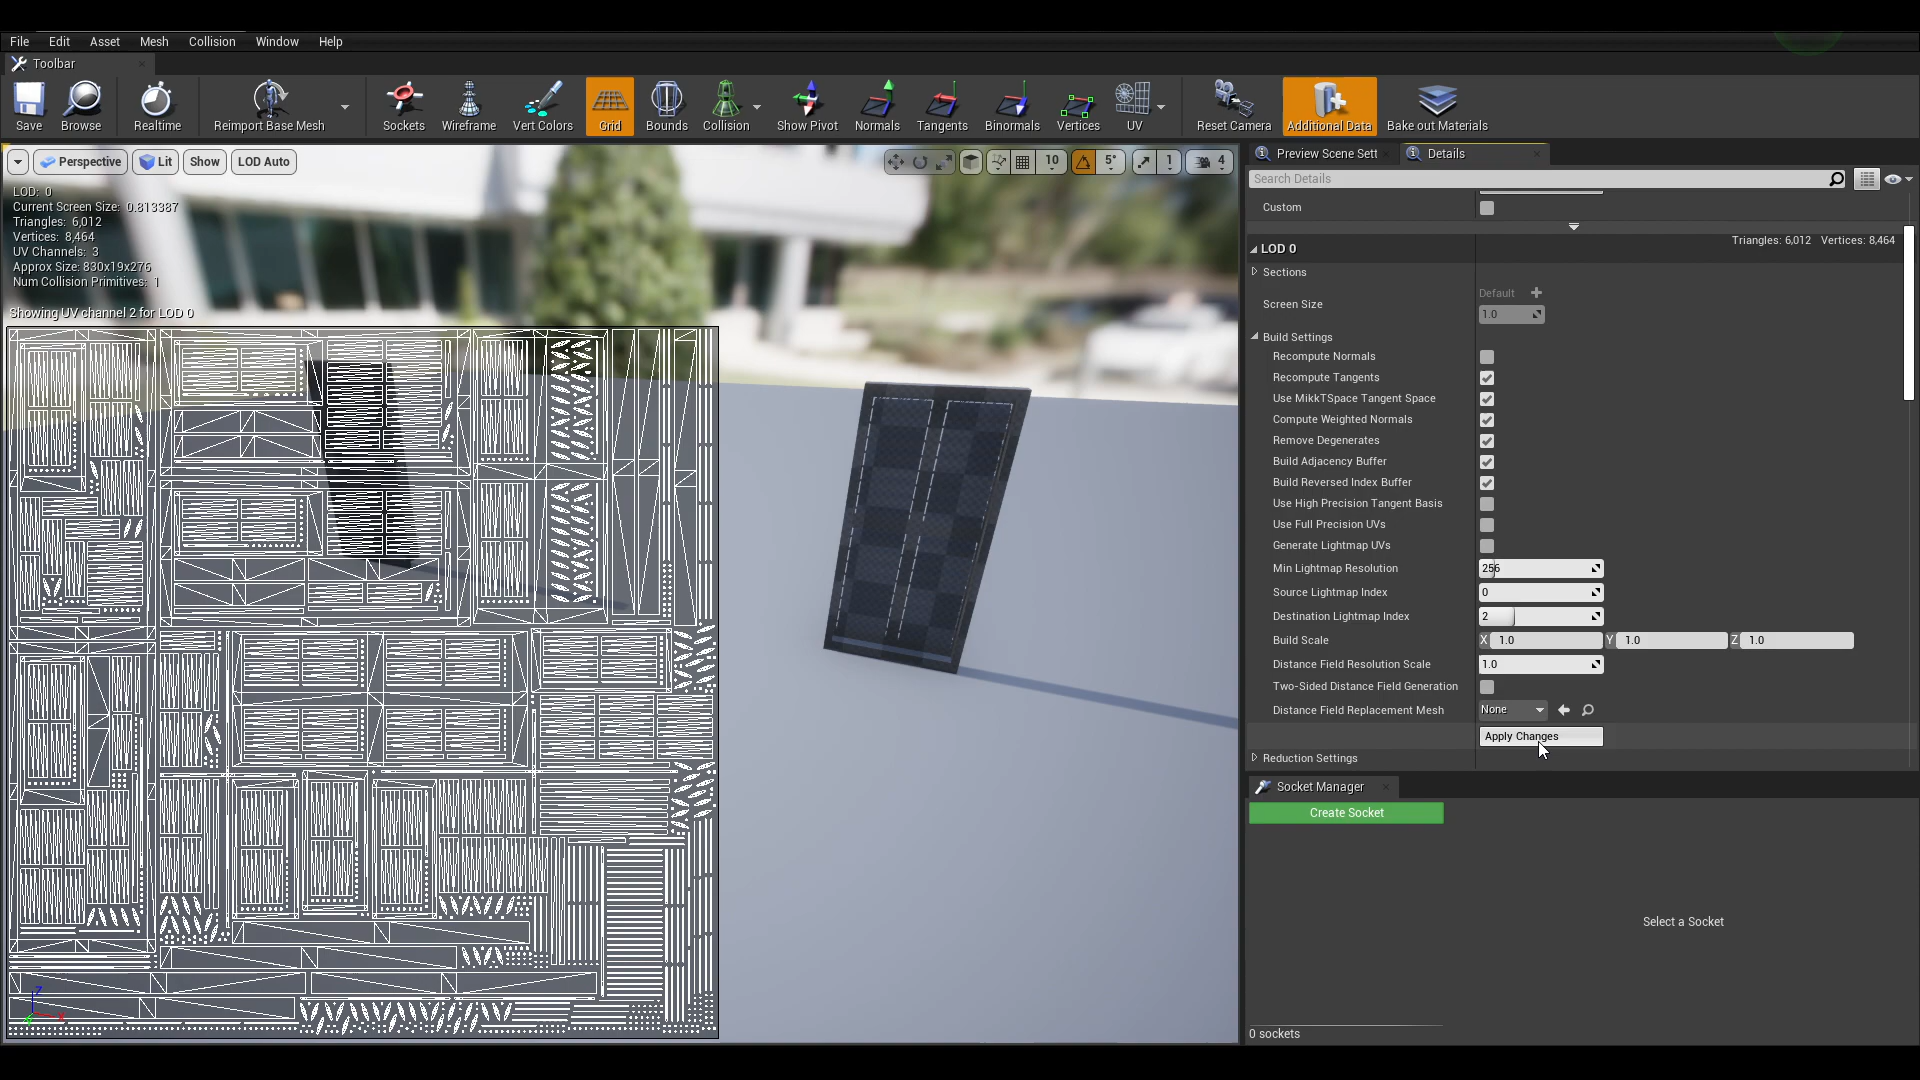 File Edit Asset Mesh Collision Window Help
Toolbar
Save Browse Realtime Reimport Base Mesh Sockets Wireframe Vert Colors Grid Bounds Collision Show Pivot Normals Tangents Binormals Vertices UV Reset Camera Additional Data Bake out Materials
Perspective Lit Show LOD Auto 10 5° 1 4
LOD: 0
Current Screen Size: 0.813387
Triangles: 6,012
Vertices: 8,464
UV Channels: 3
Approx Size: 830x19x276
Num Collision Primitives: 1
Showing UV channel 2 for LOD 0
Z
X
Preview Scene Sett Details
Search Details
Custom
LOD 0 Triangles: 6,012 Vertices: 8,464
Sections
Default
Screen Size 1.0
Build Settings
Recompute Normals
Recompute Tangents
Use MikkTSpace Tangent Space
Compute Weighted Normals
Remove Degenerates
Build Adjacency Buffer
Build Reversed Index Buffer
Use High Precision Tangent Basis
Use Full Precision UVs
Generate Lightmap UVs
Min Lightmap Resolution 256
Source Lightmap Index 0
Destination Lightmap Index 2
Build Scale X 1.0 Y 1.0 Z 1.0
Distance Field Resolution Scale 1.0
Two-Sided Distance Field Generation
Distance Field Replacement Mesh None
Apply Changes
Reduction Settings
Socket Manager
Create Socket
Select a Socket
0 sockets